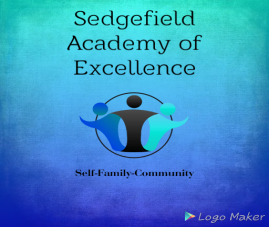 Sedgefield
Academy of
Excellence
Self-Family-Community
Logo Maker